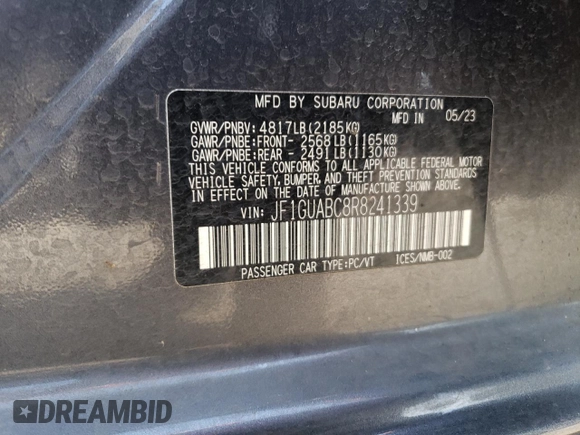 MFD BY SUBARU CORPORATION
MFD IN 05/23
GVWR/PNBV: 4817LB(2185KG)
GAWR/PNBE:FRONT- 2568LB(1165KG)
GAWR/PNBE:REAR - 2491LB(1130KG)
THIS VEHICLE CONFORMS TO ALL APPLICABLE FEDERAL MOTOR
VEHICLE SAFETY, BUMPER, AND THEFT PREVENTION STANDARDS
IN EFFECT ON THE DATE OF MANUFACTURE SHOWN ABOVE.
VIN: JF1GUABC8R8241339
PASSENGER CAR TYPE:PC/VT ICES/NMB-002
DREAMBID